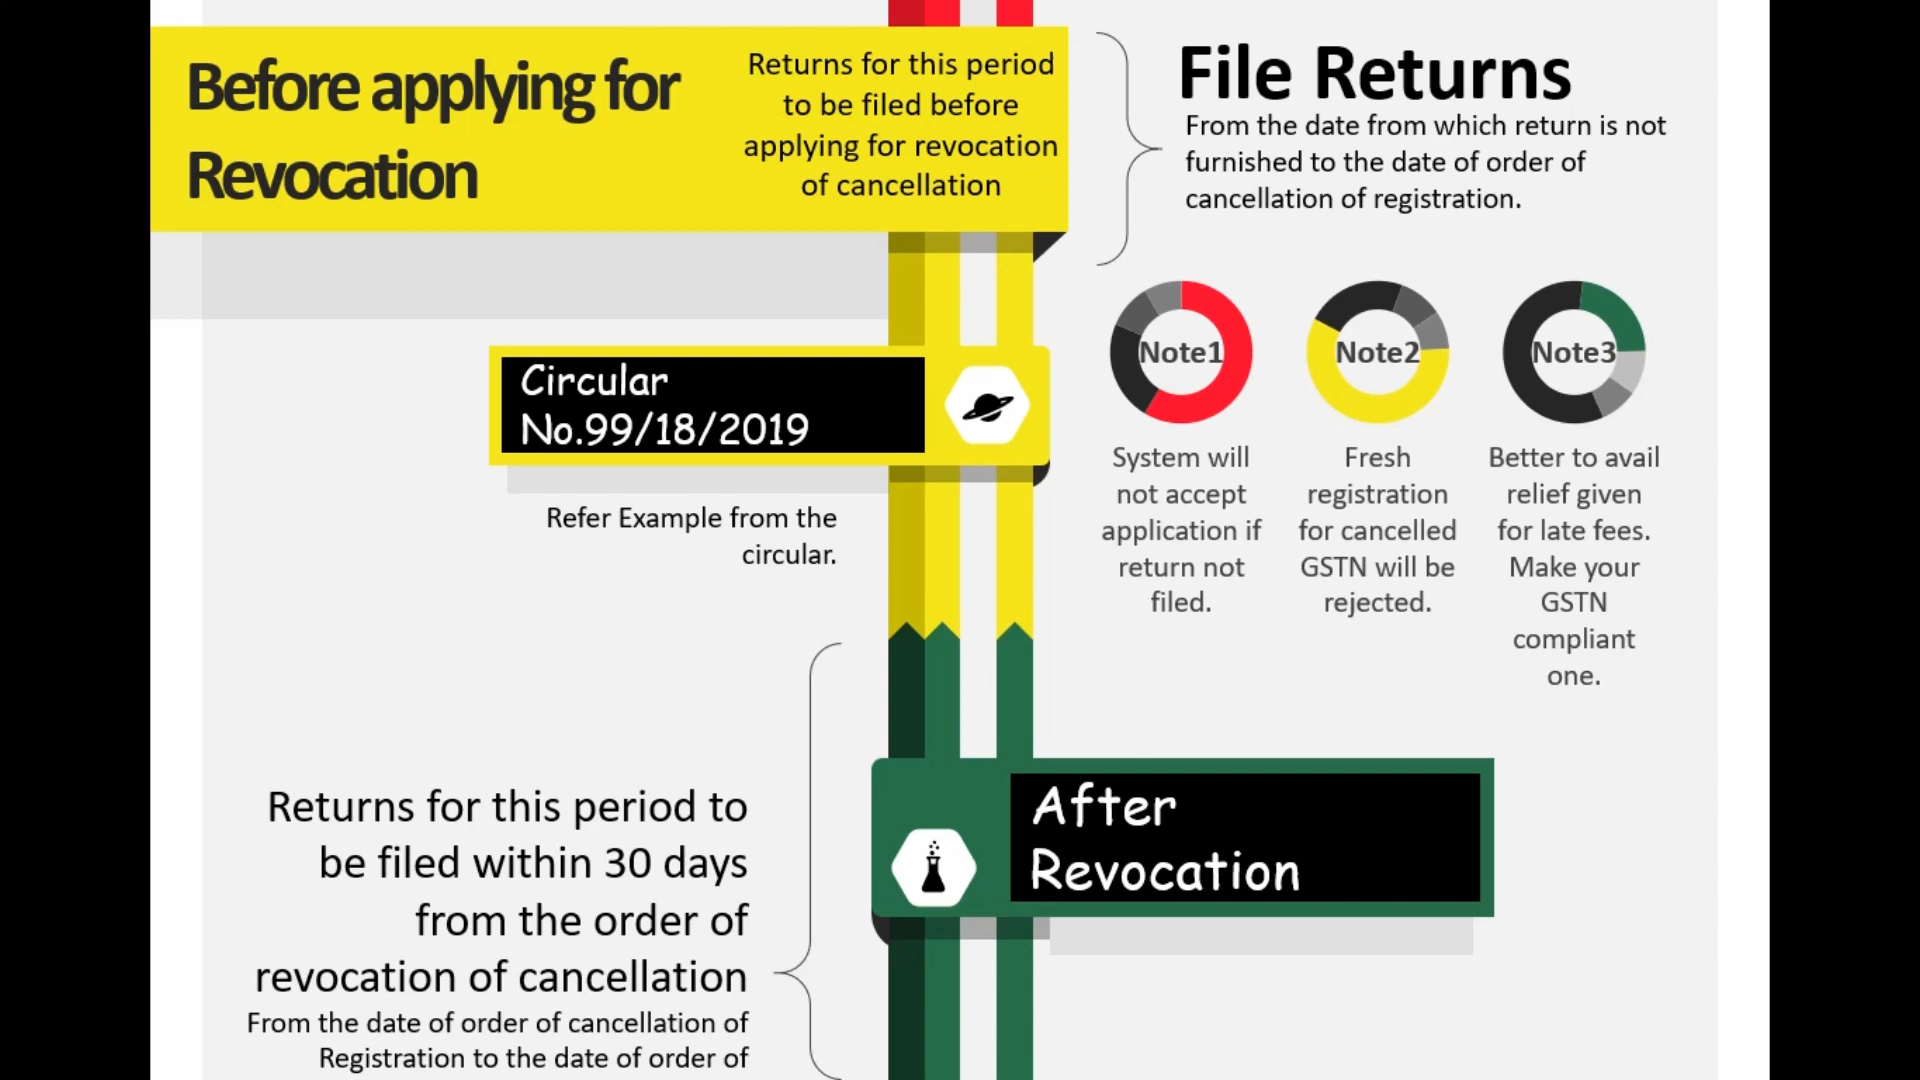 Before applying for
Revocation
Returns for this period
to be filed before
applying for revocation
of cancellation
File Returns
From the date from which return is not
furnished to the date of order of
cancellation of registration.
Circular
No.99/18/2019
Refer Example from the
circular.
Note1
System will
not accept
application if
return not
filed.
Note2
Fresh
registration
for cancelled
GSTN will be
rejected.
Note3
Better to avail
relief given
for late fees.
Make your
GSTN
compliant
one.
After
Revocation
Returns for this period to
be filed within 30 days
from the order of
revocation of cancellation
From the date of order of cancellation of
Registration to the date of order of